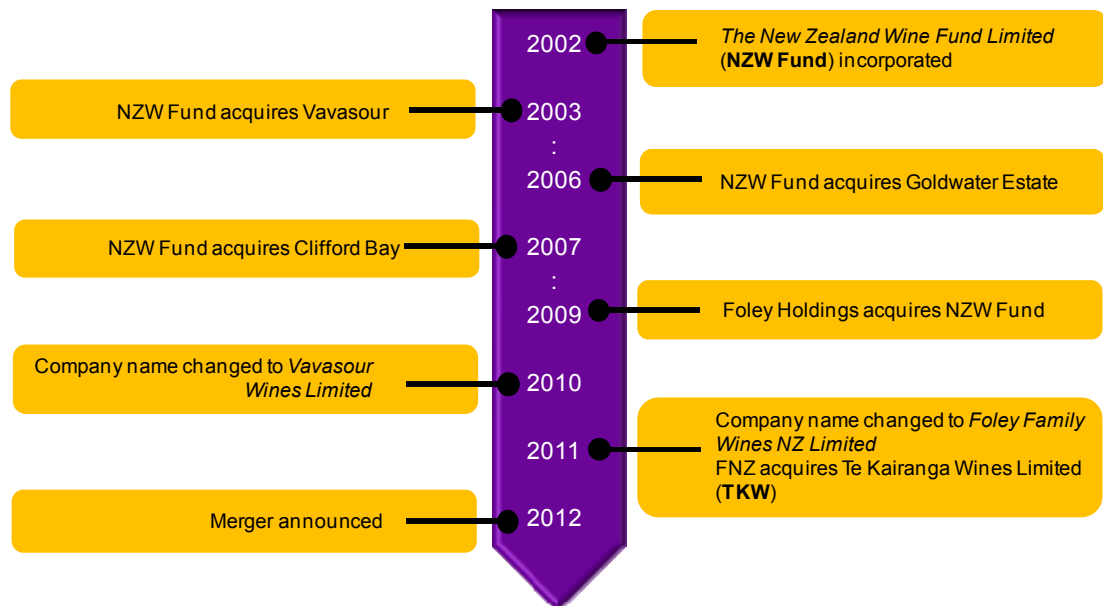 2002
The New Zealand Wine Fund Limited
(NZW Fund) incorporated
NZW Fund acquires Vavasour
2003
:
2006
NZW Fund acquires Goldwater Estate
NZW Fund acquires Clifford Bay
2007
:
2009
Foley Holdings acquires NZW Fund
Company name changed to Vavasour
Wines Limited
2010
2011
Company name changed to Foley Family
Wines NZ Limited
FNZ acquires Te Kairanga Wines Limited
(TKW)
Merger announced
2012